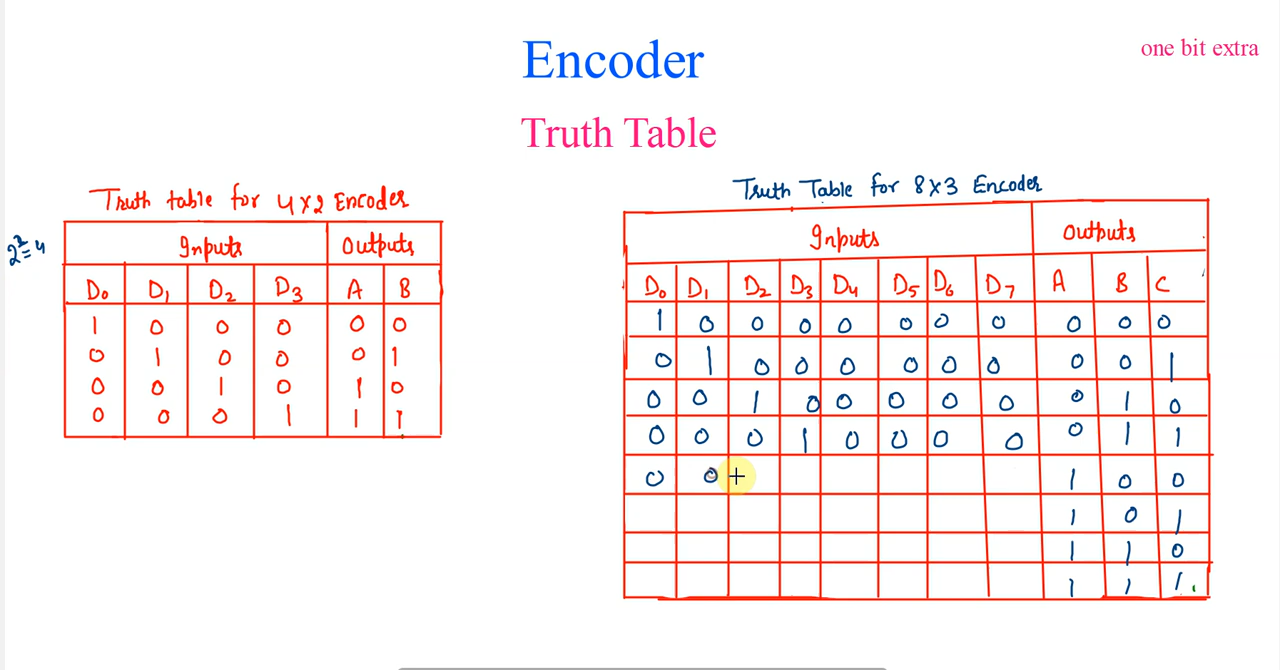 Encoder
one bit extra
Truth Table
Truth table for 4x2 Encoder
2²=4
Inputs Outputs
D₀ D₁ D₂ D₃ A B
1 0 0 0 0 0
0 1 0 0 0 1
0 0 1 0 1 0
0 0 0 1 1 1
Truth Table for 8x3 Encoder
Inputs Outputs
D₀ D₁ D₂ D₃ D₄ D₅ D₆ D₇ A B C
1 0 0 0 0 0 0 0 0 0 0
0 1 0 0 0 0 0 0 0 0 1
0 0 1 0 0 0 0 0 0 1 0
0 0 0 1 0 0 0 0 0 1 1
0 0 1 0 0
1 0 1
1 1 0
1 1 1